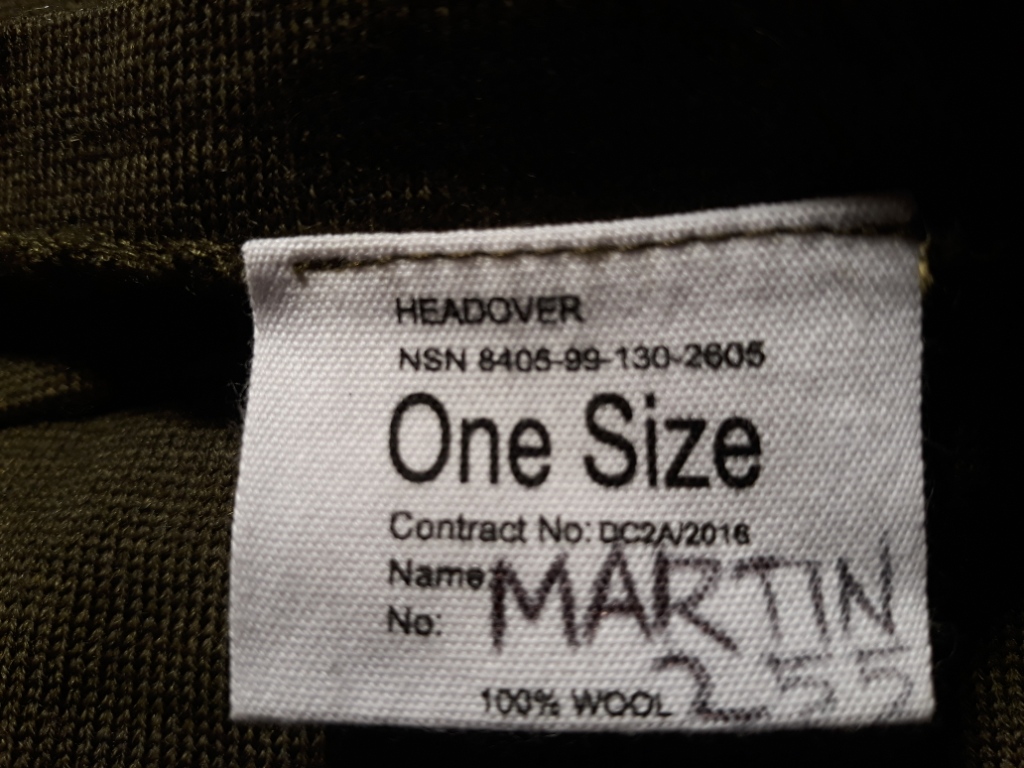 HEADOVER
NSN 8405-99-130-2605
One Size
Contract No: DC2A/2016
Name MARTIN
No: 255
100% WOOL